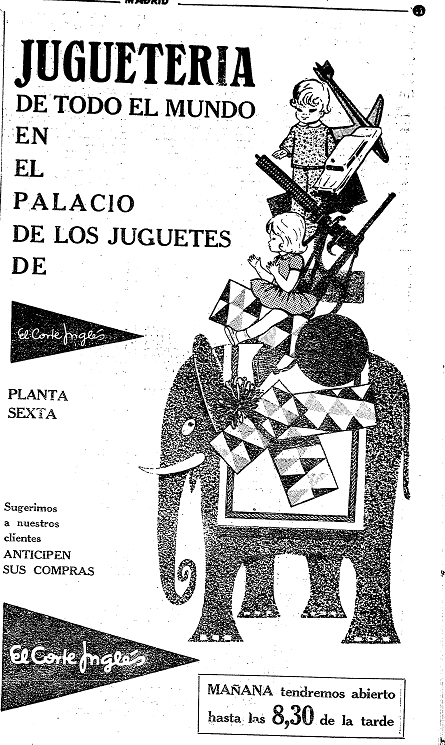 MADRID
JUGUETERIA
DE TODO EL MUNDO
EN
EL
PALACIO
DE LOS JUGUETES
DE
El Corte Inglés
PLANTA
SEXTA
Sugerimos
a nuestros
clientes
ANTICIPEN
SUS COMPRAS
El Corte Inglés
MAÑANA tendremos abierto
hasta las 8,30 de la tarde